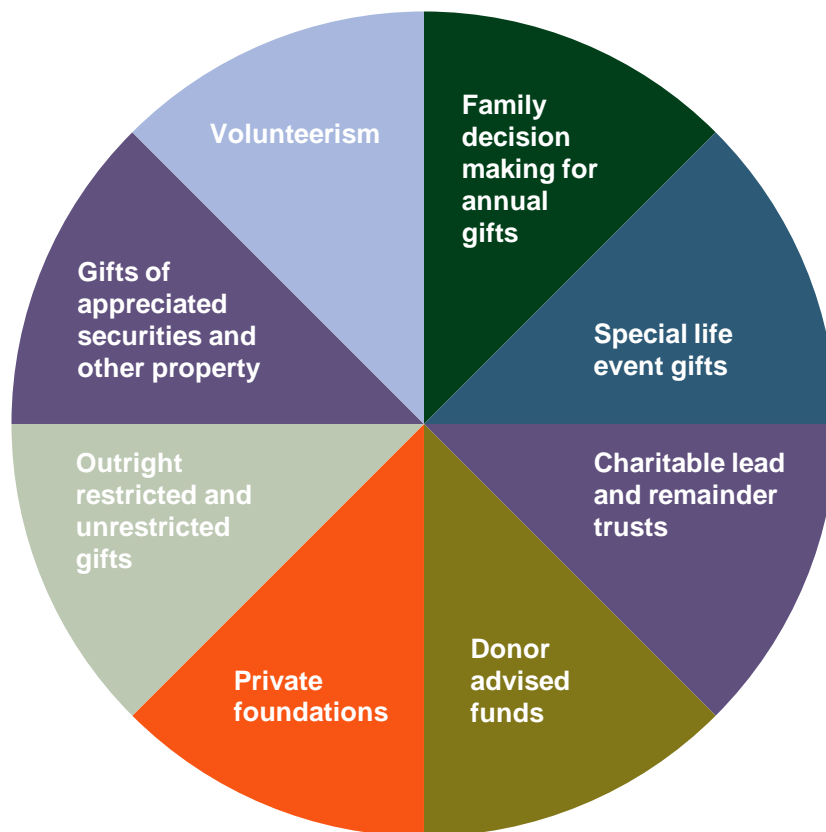 Volunteerism
Family
decision
making for
annual
gifts
Special life
event gifts
Charitable lead
and remainder
trusts
Donor
advised
funds
Private
foundations
Outright
restricted and
unrestricted
gifts
Gifts of
appreciated
securities and
other property